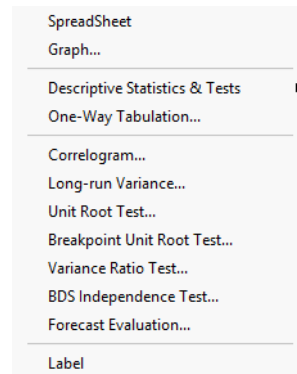 SpreadSheet
Graph...
Descriptive Statistics & Tests
One-Way Tabulation...
Correlogram...
Long-run Variance...
Unit Root Test...
Breakpoint Unit Root Test...
Variance Ratio Test...
BDS Independence Test...
Forecast Evaluation...
Label